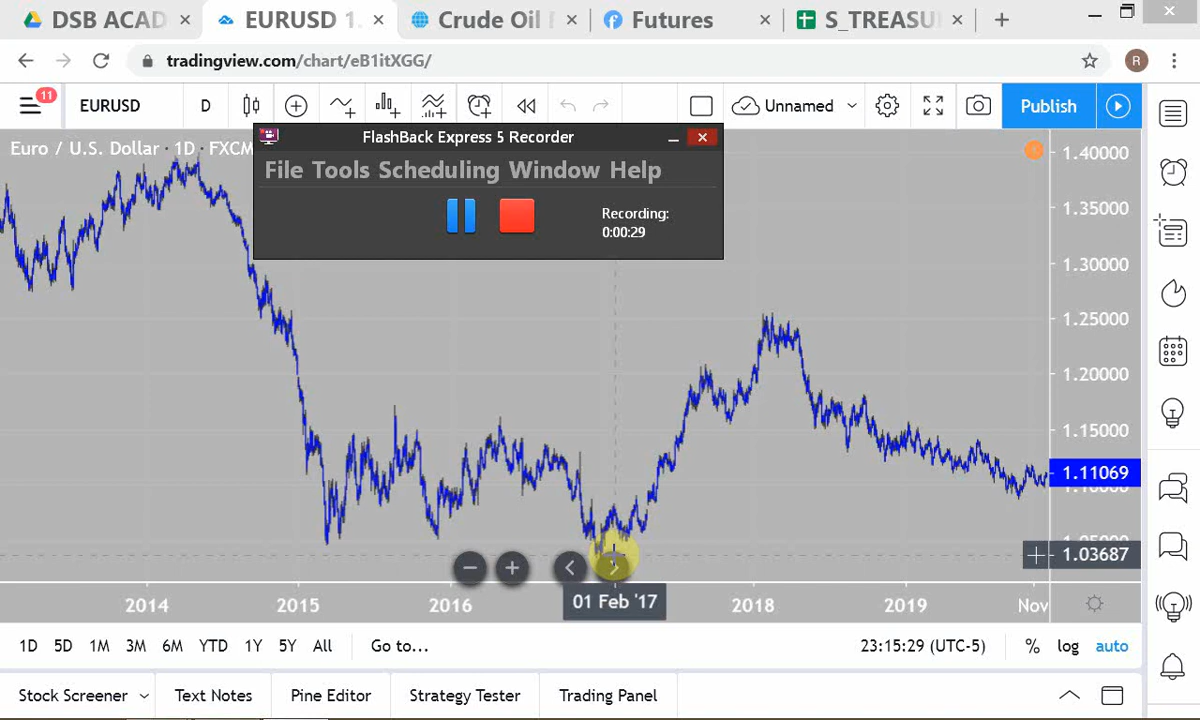 DSB ACAD
EURUSD 1.
Crude Oil
Futures
S_TREASU
tradingview.com/chart/eB1itXGG/
R
11
EURUSD
D
Unnamed
Publish
FlashBack Express 5 Recorder
File Tools Scheduling Window Help
Recording:
0:00:29
Euro / U.S. Dollar · 1D · FXCM
1.40000
1.35000
1.30000
1.25000
1.20000
1.15000
1.11069
1.03687
2014
2015
2016
01 Feb '17
2018
2019
Nov
1D
5D
1M
3M
6M
YTD
1Y
5Y
All
Go to...
23:15:29 (UTC-5)
%
log
auto
Stock Screener
Text Notes
Pine Editor
Strategy Tester
Trading Panel